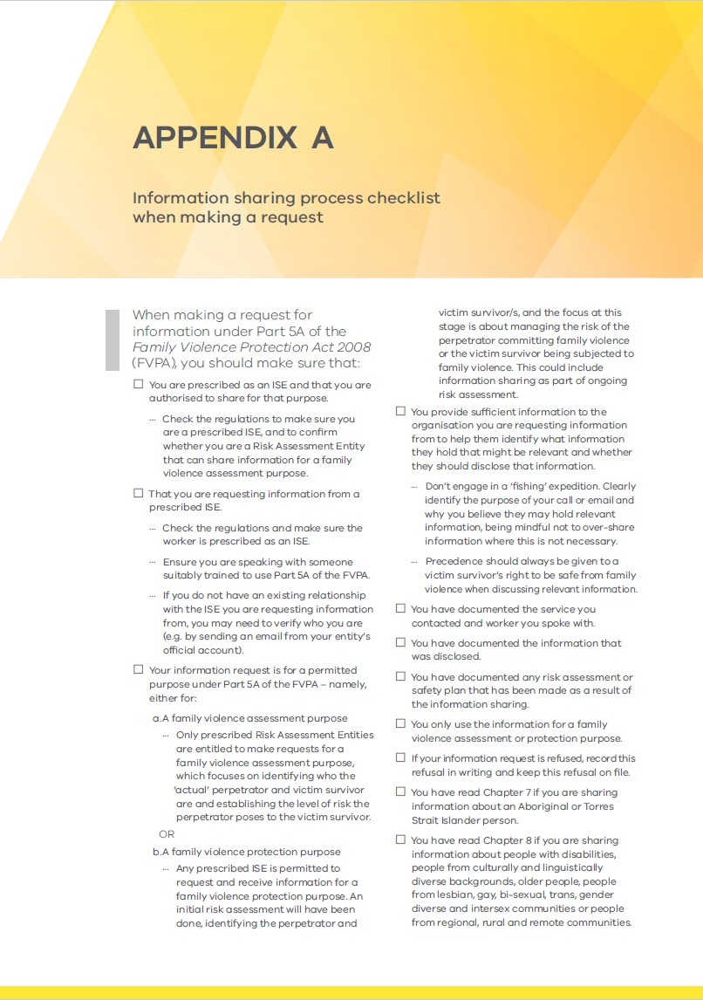 APPENDIX A
Information sharing process checklist
when making a request
When making a request for
information under Part 5A of the
Family Violence Protection Act 2008
(FVPA), you should make sure that:
☐ You are prescribed as an ISE and that you are
authorised to share for that purpose.
... Check the regulations to make sure you
are a prescribed ISE, and to confirm
whether you are a Risk Assessment Entity
that can share information for a family
violence assessment purpose.
☐ That you are requesting information from a
prescribed ISE.
... Check the regulations and make sure the
worker is prescribed as an ISE.
... Ensure you are speaking with someone
suitably trained to use Part 5A of the FVPA.
... If you do not have an existing relationship
with the ISE you are requesting information
from, you may need to verify who you are
(e.g. by sending an email from your entity's
official account).
☐ Your information request is for a permitted
purpose under Part 5A of the FVPA – namely,
either for:
a.A family violence assessment purpose
... Only prescribed Risk Assessment Entities
are entitled to make requests for a
family violence assessment purpose,
which focuses on identifying who the
'actual' perpetrator and victim survivor
are and establishing the level of risk the
perpetrator poses to the victim survivor.
OR
b.A family violence protection purpose
... Any prescribed ISE is permitted to
request and receive information for a
family violence protection purpose. An
initial risk assessment will have been
done, identifying the perpetrator and
victim survivor/s, and the focus at this
stage is about managing the risk of the
perpetrator committing family violence
or the victim survivor being subjected to
family violence. This could include
information sharing as part of ongoing
risk assessment.
☐ You provide sufficient information to the
organisation you are requesting information
from to help them identify what information
they hold that might be relevant and whether
they should disclose that information.
... Don't engage in a 'fishing' expedition. Clearly
identify the purpose of your call or email and
why you believe they may hold relevant
information, being mindful not to over-share
information where this is not necessary.
... Precedence should always be given to a
victim survivor's right to be safe from family
violence when discussing relevant information.
☐ You have documented the service you
contacted and worker you spoke with.
☐ You have documented the information that
was disclosed.
☐ You have documented any risk assessment or
safety plan that has been made as a result of
the information sharing.
☐ You only use the information for a family
violence assessment or protection purpose.
☐ If your information request is refused, record this
refusal in writing and keep this refusal on file.
☐ You have read Chapter 7 if you are sharing
information about an Aboriginal or Torres
Strait Islander person.
☐ You have read Chapter 8 if you are sharing
information about people with disabilities,
people from culturally and linguistically
diverse backgrounds, older people, people
from lesbian, gay, bi-sexual, trans, gender
diverse and intersex communities or people
from regional, rural and remote communities.